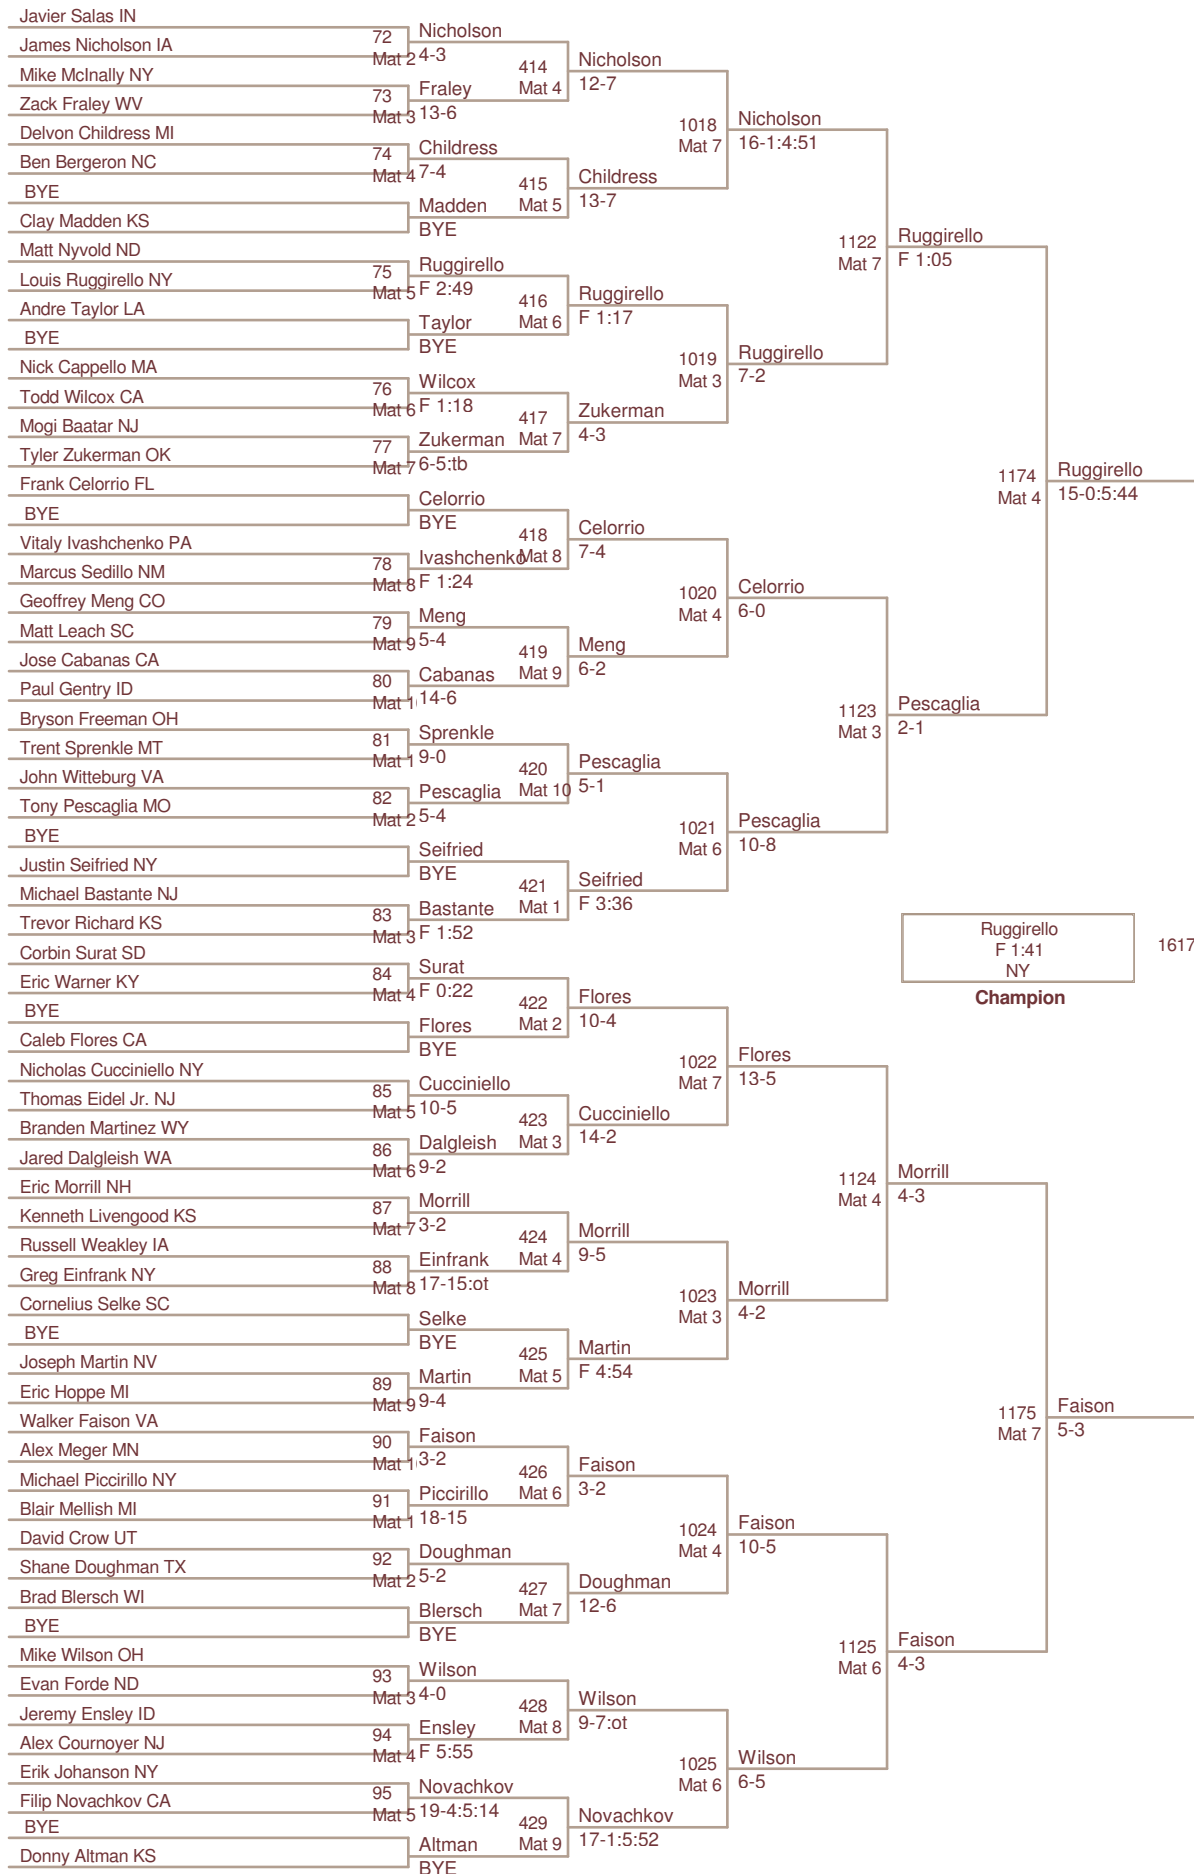 Javier Salas IN
James Nicholson IA
Mike McInally NY
Zack Fraley WV
Delvon Childress MI
Ben Bergeron NC
BYE
Clay Madden KS
Matt Nyvold ND
Louis Ruggirello NY
Andre Taylor LA
BYE
Nick Cappello MA
Todd Wilcox CA
Mogi Baatar NJ
Tyler Zukerman OK
Frank Celorrio FL
BYE
Vitaly Ivashchenko PA
Marcus Sedillo NM
Geoffrey Meng CO
Matt Leach SC
Jose Cabanas CA
Paul Gentry ID
Bryson Freeman OH
Trent Sprenkle MT
John Witteburg VA
Tony Pescaglia MO
BYE
Justin Seifried NY
Michael Bastante NJ
Trevor Richard KS
Corbin Surat SD
Eric Warner KY
BYE
Caleb Flores CA
Nicholas Cucciniello NY
Thomas Eidel Jr. NJ
Branden Martinez WY
Jared Dalgleish WA
Eric Morrill NH
Kenneth Livengood KS
Russell Weakley IA
Greg Einfrank NY
Cornelius Selke SC
BYE
Joseph Martin NV
Eric Hoppe MI
Walker Faison VA
Alex Meger MN
Michael Piccirillo NY
Blair Mellish MI
David Crow UT
Shane Doughman TX
Brad Blersch WI
BYE
Mike Wilson OH
Evan Forde ND
Jeremy Ensley ID
Alex Cournoyer NJ
Erik Johanson NY
Filip Novachkov CA
BYE
Donny Altman KS
72
Mat 2
73
Mat 3
74
Mat 4
75
Mat 5
76
Mat 6
77
Mat 7
78
Mat 8
79
Mat 9
80
Mat 1
81
Mat 1
82
Mat 2
83
Mat 3
84
Mat 4
85
Mat 5
86
Mat 6
87
Mat 7
88
Mat 8
89
Mat 9
90
Mat 1
91
Mat 1
92
Mat 2
93
Mat 3
94
Mat 4
95
Mat 5
Nicholson
4-3
Fraley
13-6
Childress
7-4
Madden
BYE
Ruggirello
F 2:49
Taylor
BYE
Wilcox
F 1:18
Zukerman
6-5:tb
Celorrio
BYE
Ivashchenko
F 1:24
Meng
5-4
Cabanas
14-6
Sprenkle
9-0
Pescaglia
5-4
Seifried
BYE
Bastante
F 1:52
Surat
F 0:22
Flores
BYE
Cucciniello
10-5
Dalgleish
9-2
Morrill
3-2
Einfrank
17-15:ot
Selke
BYE
Martin
9-4
Faison
3-2
Piccirillo
18-15
Doughman
5-2
Blersch
BYE
Wilson
4-0
Ensley
F 5:55
Novachkov
19-4:5:14
Altman
BYE
414
Mat 4
415
Mat 5
416
Mat 6
417
Mat 7
418
Mat 8
419
Mat 9
420
Mat 10
421
Mat 1
422
Mat 2
423
Mat 3
424
Mat 4
425
Mat 5
426
Mat 6
427
Mat 7
428
Mat 8
429
Mat 9
Nicholson
12-7
Childress
13-7
Ruggirello
F 1:17
Zukerman
4-3
Celorrio
7-4
Meng
6-2
Pescaglia
5-1
Seifried
F 3:36
Flores
10-4
Cucciniello
14-2
Morrill
9-5
Martin
F 4:54
Faison
3-2
Doughman
12-6
Wilson
9-7:ot
Novachkov
17-1:5:52
1018
Mat 7
1019
Mat 3
1020
Mat 4
1021
Mat 6
1022
Mat 7
1023
Mat 3
1024
Mat 4
1025
Mat 6
Nicholson
16-1:4:51
Ruggirello
7-2
Celorrio
6-0
Pescaglia
10-8
Flores
13-5
Morrill
4-2
Faison
10-5
Wilson
6-5
1122
Mat 7
1123
Mat 3
1124
Mat 4
1125
Mat 6
Ruggirello
F 1:05
Pescaglia
2-1
Morrill
4-3
Faison
4-3
1174
Mat 4
1175
Mat 7
Ruggirello
15-0:5:44
Faison
5-3
Ruggirello
F 1:41
NY
Champion
1617